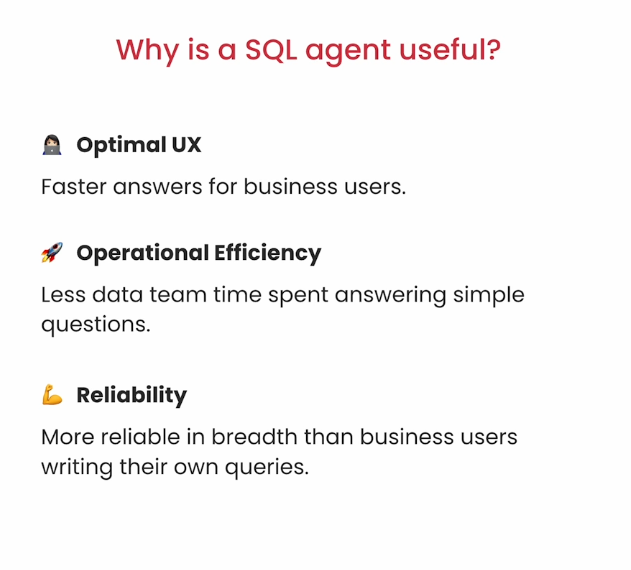 Why is a SQL agent useful?
Optimal UX
Faster answers for business users.
Operational Efficiency
Less data team time spent answering simple
questions.
Reliability
More reliable in breadth than business users
writing their own queries.